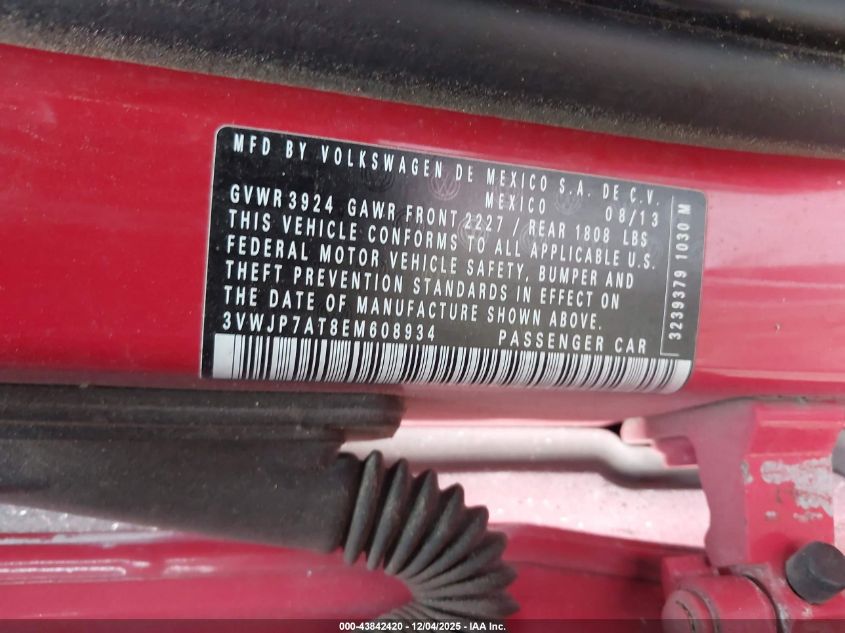 MFD BY VOLKSWAGEN DE MEXICO S.A. DE C.V.
MEXICO 08/13
GVWR 3924 GAWR FRONT 2227 / REAR 1808 LBS
THIS VEHICLE CONFORMS TO ALL APPLICABLE U.S.
FEDERAL MOTOR VEHICLE SAFETY, BUMPER AND
THEFT PREVENTION STANDARDS IN EFFECT ON
THE DATE OF MANUFACTURE SHOWN ABOVE.
3VWJP7AT8EM608934 PASSENGER CAR
3239379 1030 M
000-43842420 - 12/04/2025 - IAA Inc.